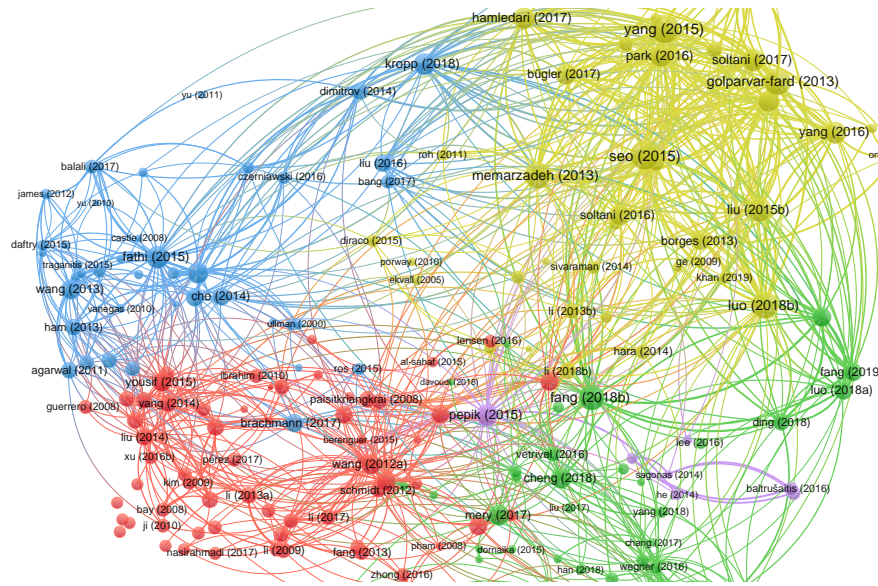 hamledari (2017)
yang (2015)
park (2016)
soltani (2017)
kropp (2018)
bügler (2017)
golparvar-fard (2013)
dimitrov (2014)
yu (2011)
yang (2016)
roh (2011)
seo (2015)
balali (2017)
liu (2016)
czerniawski (2016)
bang (2017)
memarzadeh (2013)
james (2012)
yu (2010)
liu (2015b)
soltani (2016)
castle (2008)
diraco (2015)
daftry (2015)
borges (2013)
fathi (2015)
porway (2010)
ge (2009)
traganitis (2015)
sivaraman (2014)
ekvall (2005)
khan (2019)
wang (2013)
cho (2014)
vanegas (2010)
li (2013b)
luo (2018b)
ullman (2000)
ham (2013)
lensen (2016)
hara (2014)
al-sahaf (2015)
agarwal (2011)
ros (2015)
li (2018b)
fang (2019)
yousif (2015)
ibrahim (2010)
davoudi (2018)
luo (2018a)
paisitkriangkrai (2008)
fang (2018b)
guerrero (2008)
yang (2014)
pepik (2015)
brachmann (2017)
ding (2018)
liu (2014)
berenguer (2015)
lee (2016)
xu (2016b)
pérez (2017)
vetrivel (2016)
wang (2012a)
sagonas (2014)
cheng (2018)
kim (2009)
schmidt (2012)
baltrušaitis (2016)
he (2014)
li (2013a)
bay (2008)
liu (2017)
yang (2018)
mery (2017)
li (2017)
ji (2010)
chang (2017)
pham (2008)
dornaika (2015)
li (2009)
fang (2013)
nasirahmadi (2017)
wegner (2016)
han (2018)
zhong (2016)